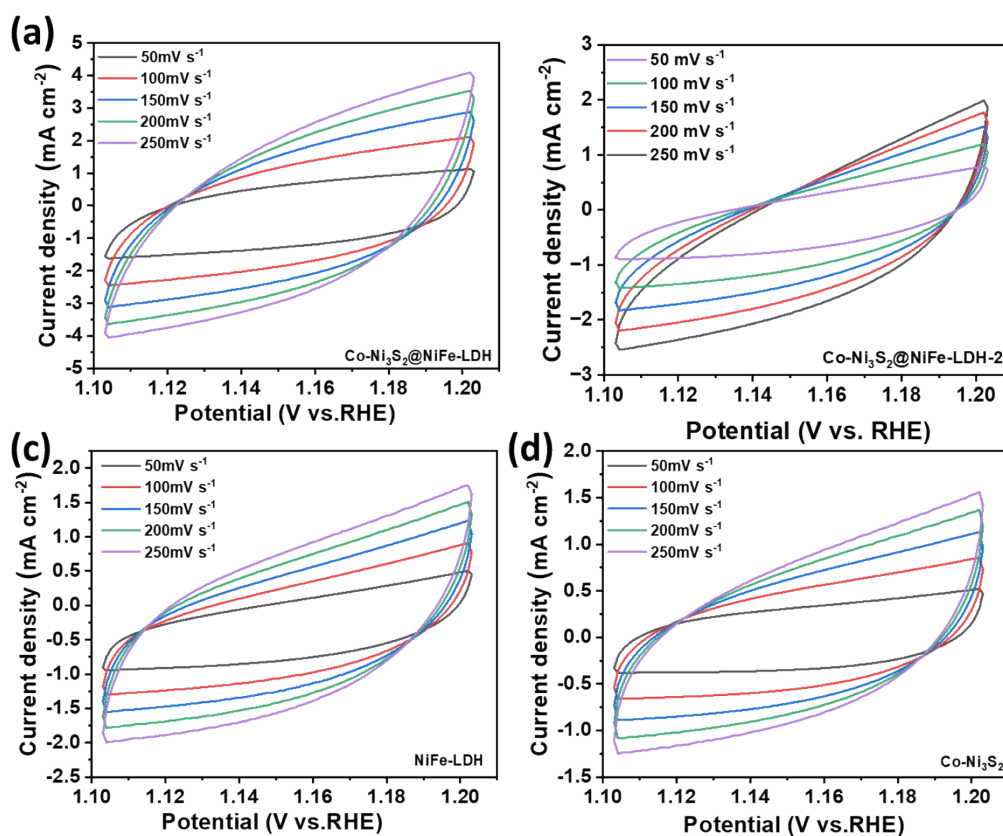 (a)
50mV s⁻¹
100mV s⁻¹
150mV s⁻¹
200mV s⁻¹
250mV s⁻¹
4
3
2
1
0
-1
-2
-3
-4
-5
Current density (mA cm⁻²)
Co-Ni₃S₂@NiFe-LDH
1.10 1.12 1.14 1.16 1.18 1.20
Potential (V vs.RHE)
50 mV s⁻¹
100 mV s⁻¹
150 mV s⁻¹
200 mV s⁻¹
250 mV s⁻¹
3
2
1
0
−1
−2
−3
Current density (mA cm⁻²)
Co-Ni₃S₂@NiFe-LDH-2
1.10 1.12 1.14 1.16 1.18 1.20
Potential (V vs. RHE)
(c)
50mV s⁻¹
100mV s⁻¹
150mV s⁻¹
200mV s⁻¹
250mV s⁻¹
2.0
1.5
1.0
0.5
0.0
-0.5
-1.0
-1.5
-2.0
-2.5
Current density (mA cm⁻²)
NiFe-LDH
1.10 1.12 1.14 1.16 1.18 1.20
Potential (V vs.RHE)
(d)
50mV s⁻¹
100mV s⁻¹
150mV s⁻¹
200mV s⁻¹
250mV s⁻¹
2.0
1.5
1.0
0.5
0.0
-0.5
-1.0
-1.5
Current density (mA cm⁻²)
Co-Ni₃S₂
1.10 1.12 1.14 1.16 1.18 1.20
Potential (V vs.RHE)